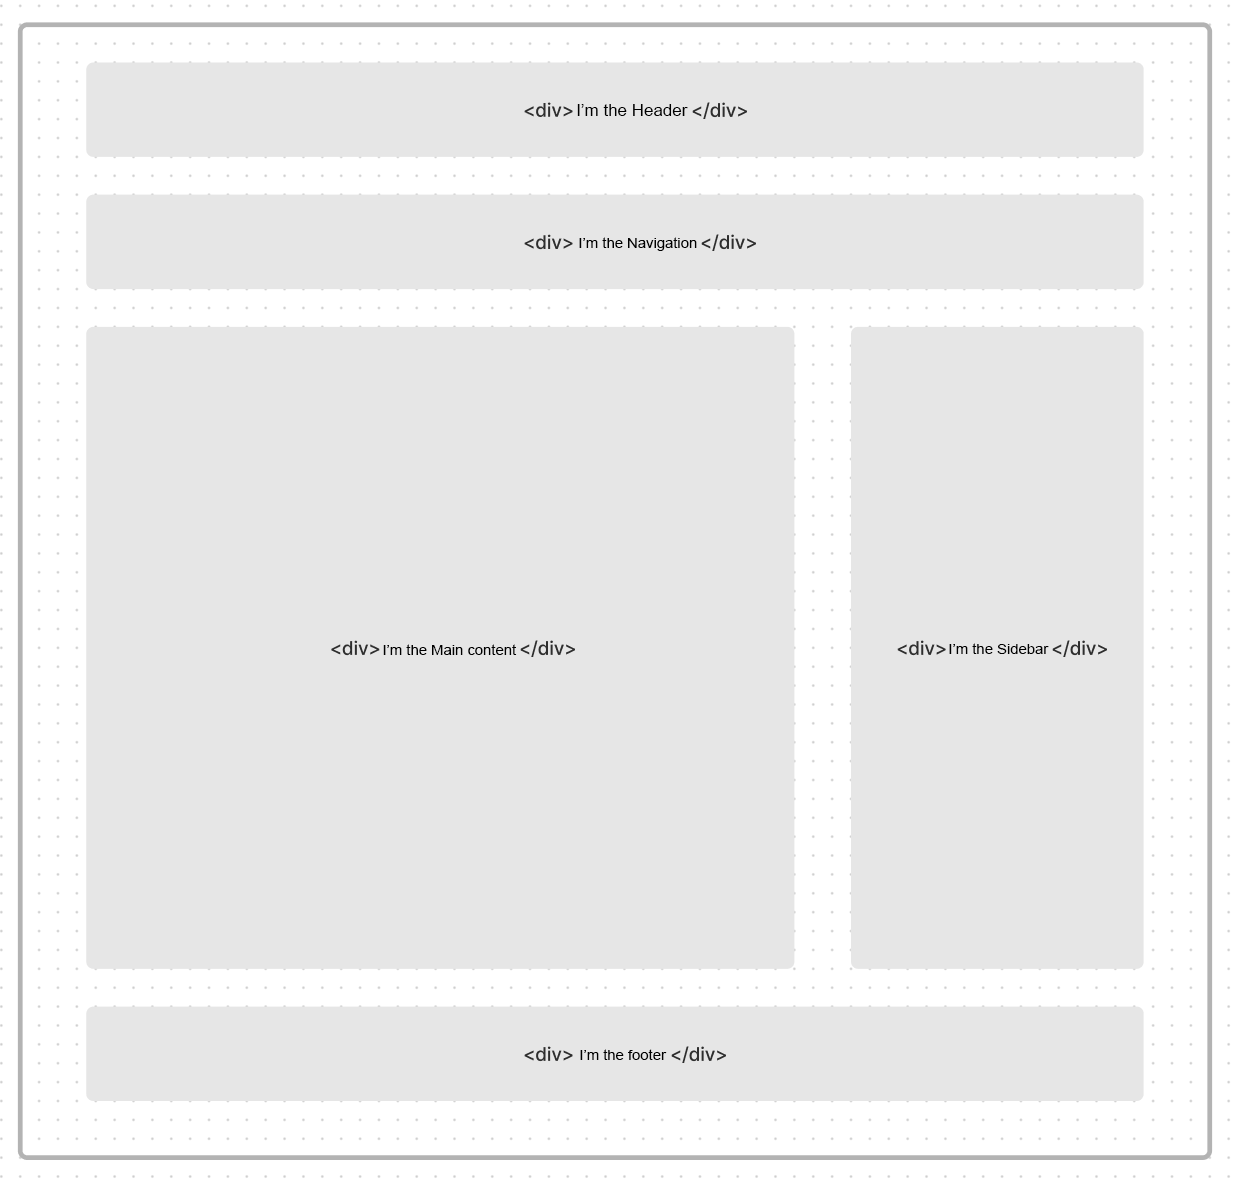 <div> I’m the Header </div>
<div> I’m the Navigation </div>
<div> I’m the Main content </div>
<div> I’m the Sidebar </div>
<div> I’m the footer </div>